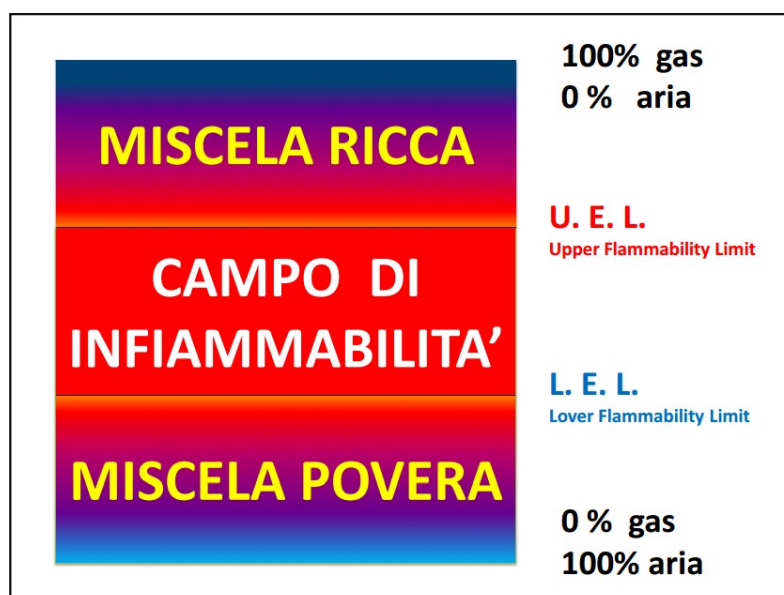 100% gas
0 % aria
MISCELA RICCA
U. E. L.
Upper Flammability Limit
CAMPO DI
INFIAMMABILITA’
L. E. L.
Lover Flammability Limit
MISCELA POVERA
0 % gas
100% aria